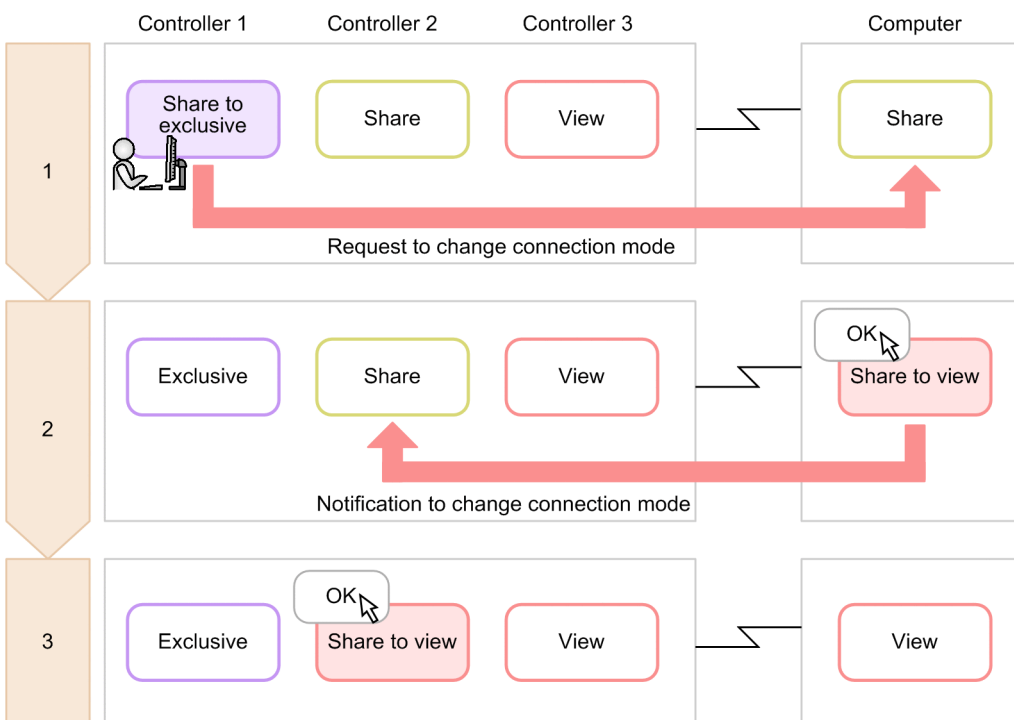 Controller 1
Controller 2
Controller 3
Computer
1
Share to
exclusive
Share
View
Share
Request to change connection mode
2
Exclusive
Share
View
OK
Share to view
Notification to change connection mode
3
Exclusive
OK
Share to view
View
View